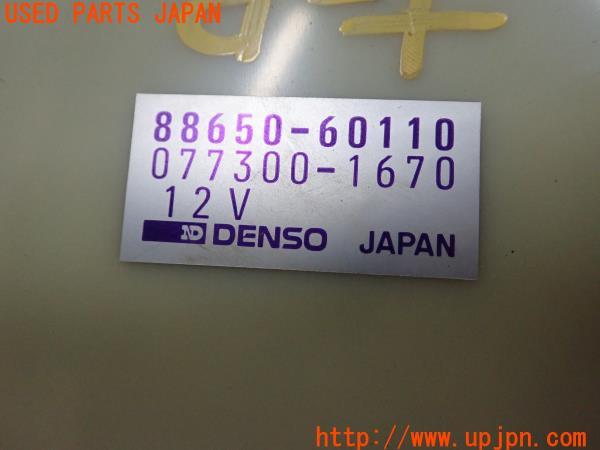 USED PARTS JAPAN
88650-60110
077300-1670
12V
ND DENSO JAPAN
http://www.upjpn.com/